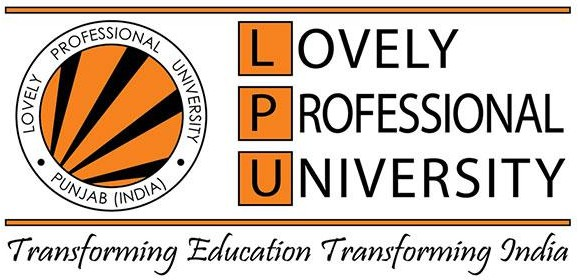 LOVELY PROFESSIONAL UNIVERSITY
• PUNJAB (INDIA) •
LOVELY
PROFESSIONAL
UNIVERSITY
Transforming Education Transforming India